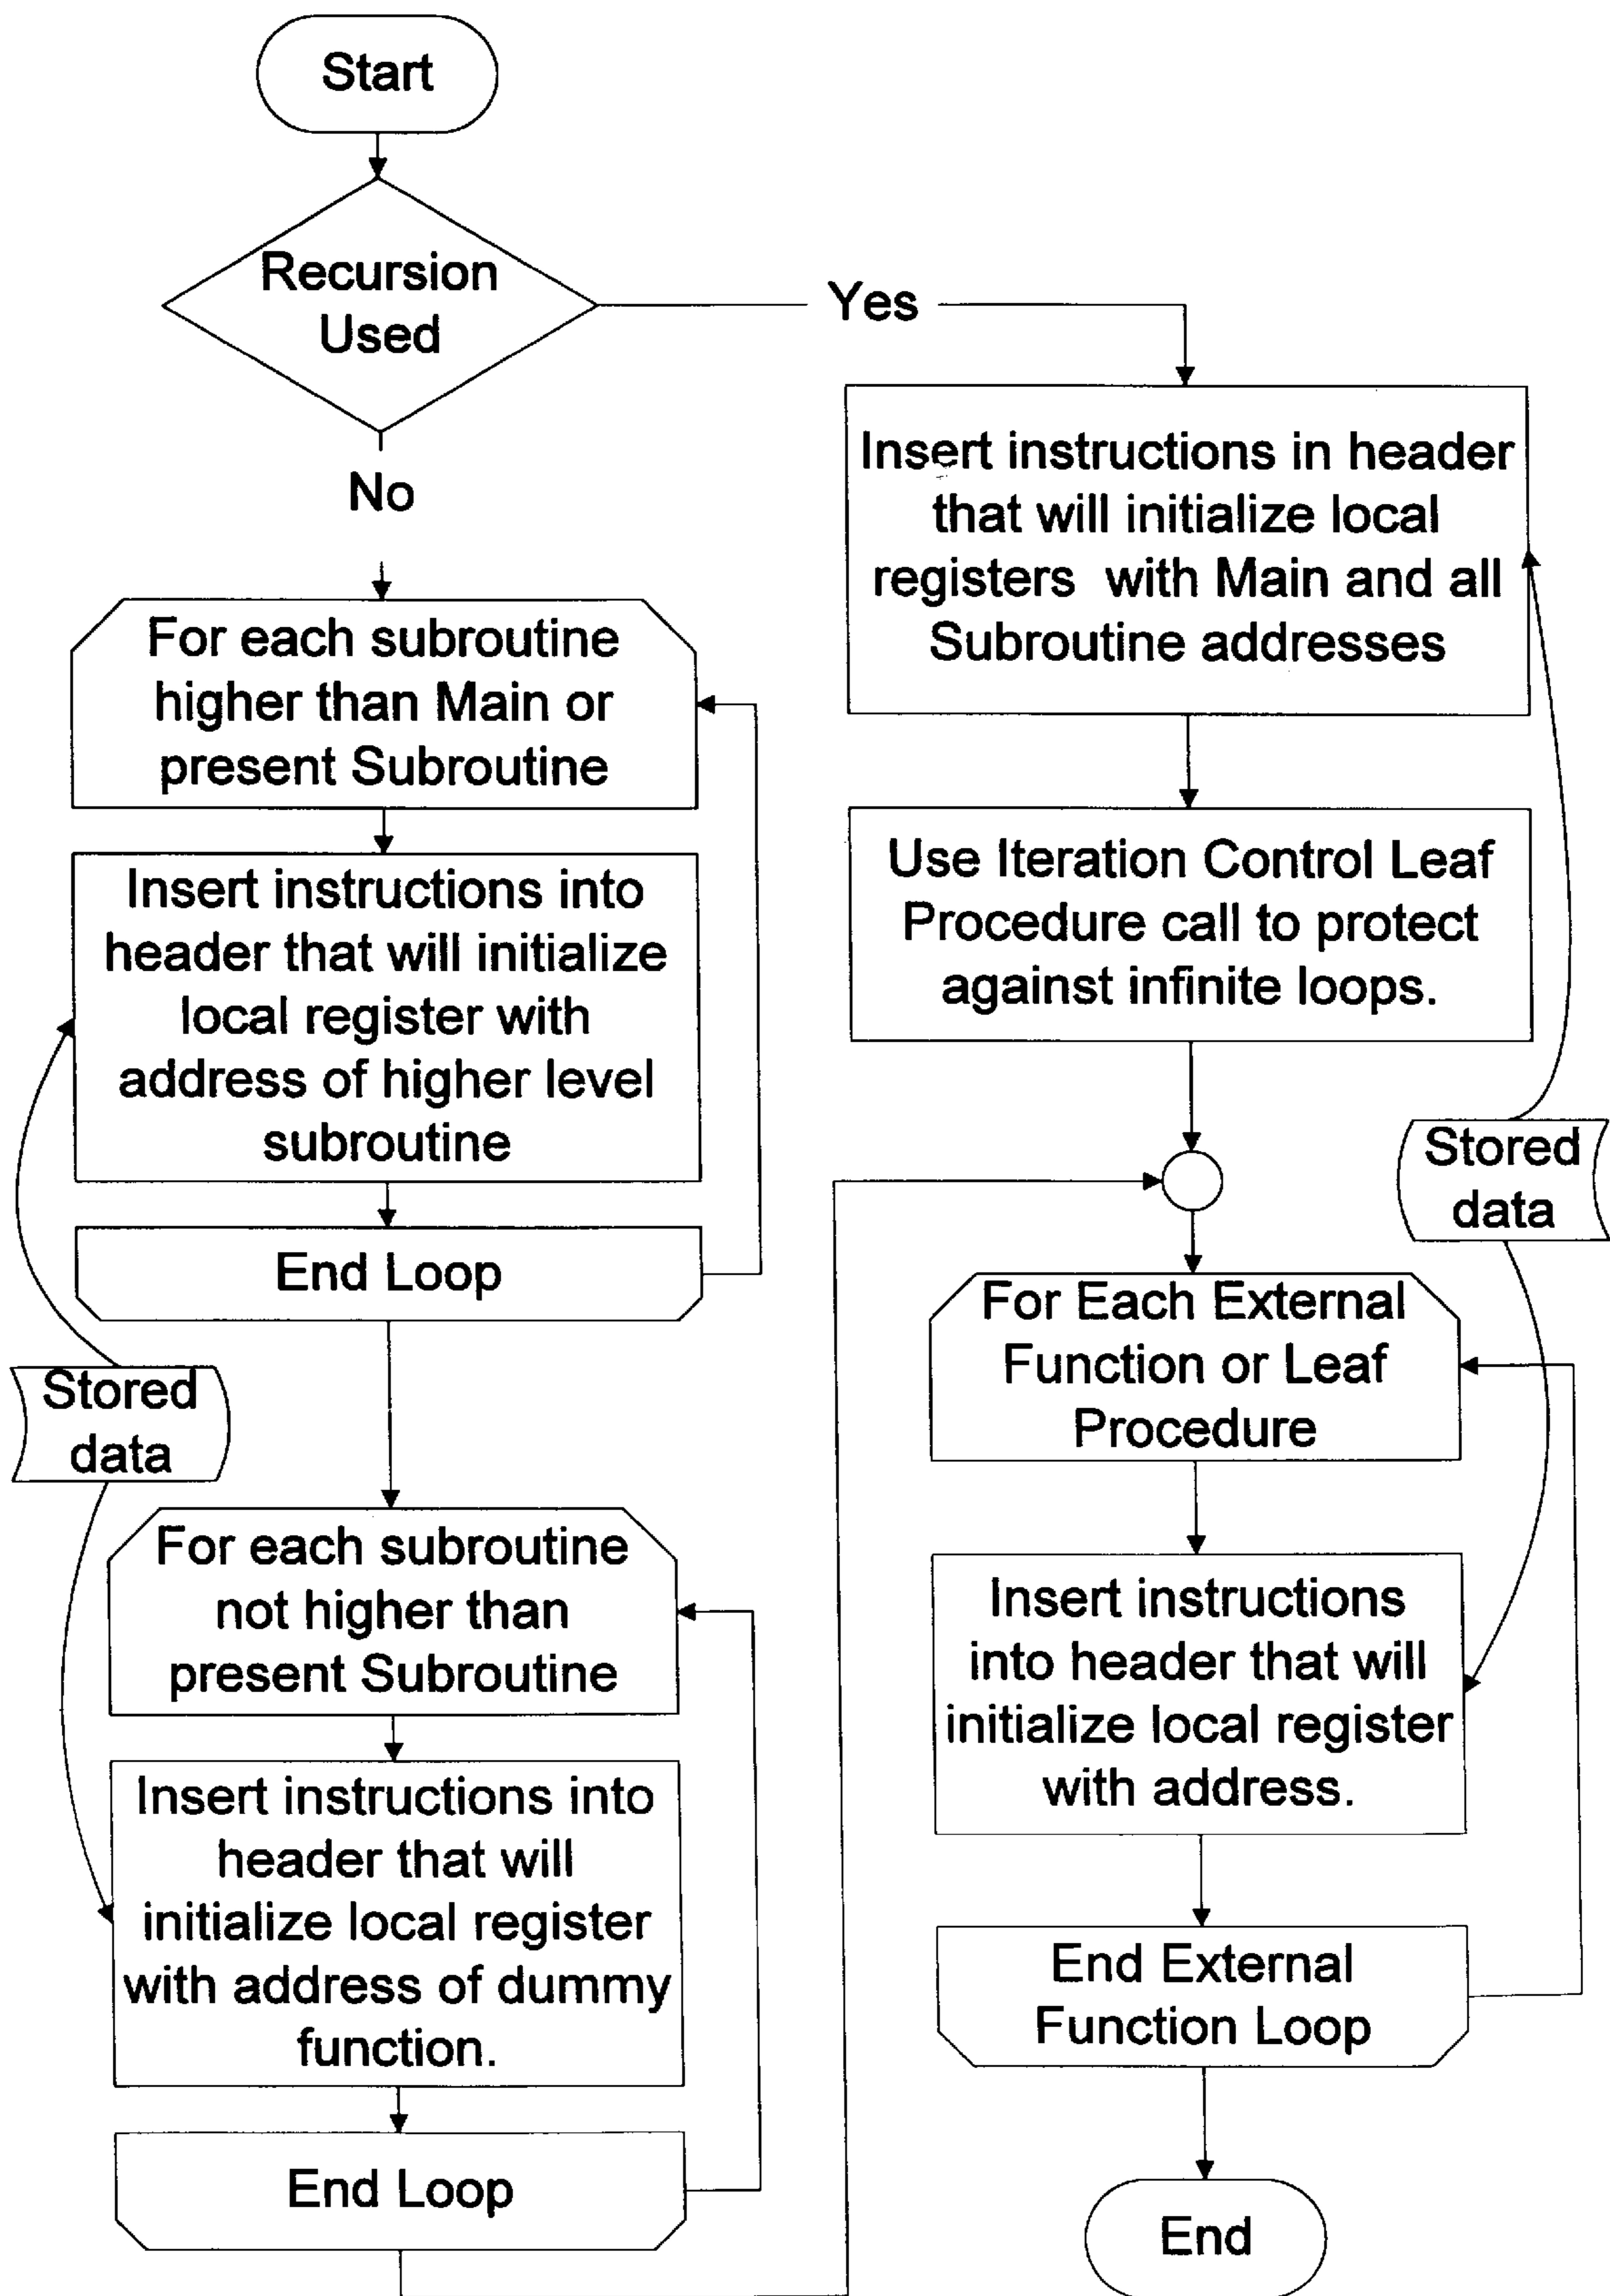 Start
Recursion
Used
Yes
No
For each subroutine
higher than Main or
present Subroutine
Insert instructions into
header that will initialize
local register with
address of higher level
subroutine
End Loop
Stored
data
For each subroutine
not higher than
present Subroutine
Insert instructions into
header that will
initialize local register
with address of dummy
function.
End Loop
Insert instructions in header
that will initialize local
registers with Main and all
Subroutine addresses
Use Iteration Control Leaf
Procedure call to protect
against infinite loops.
Stored
data
For Each External
Function or Leaf
Procedure
Insert instructions
into header that will
initialize local register
with address.
End External
Function Loop
End